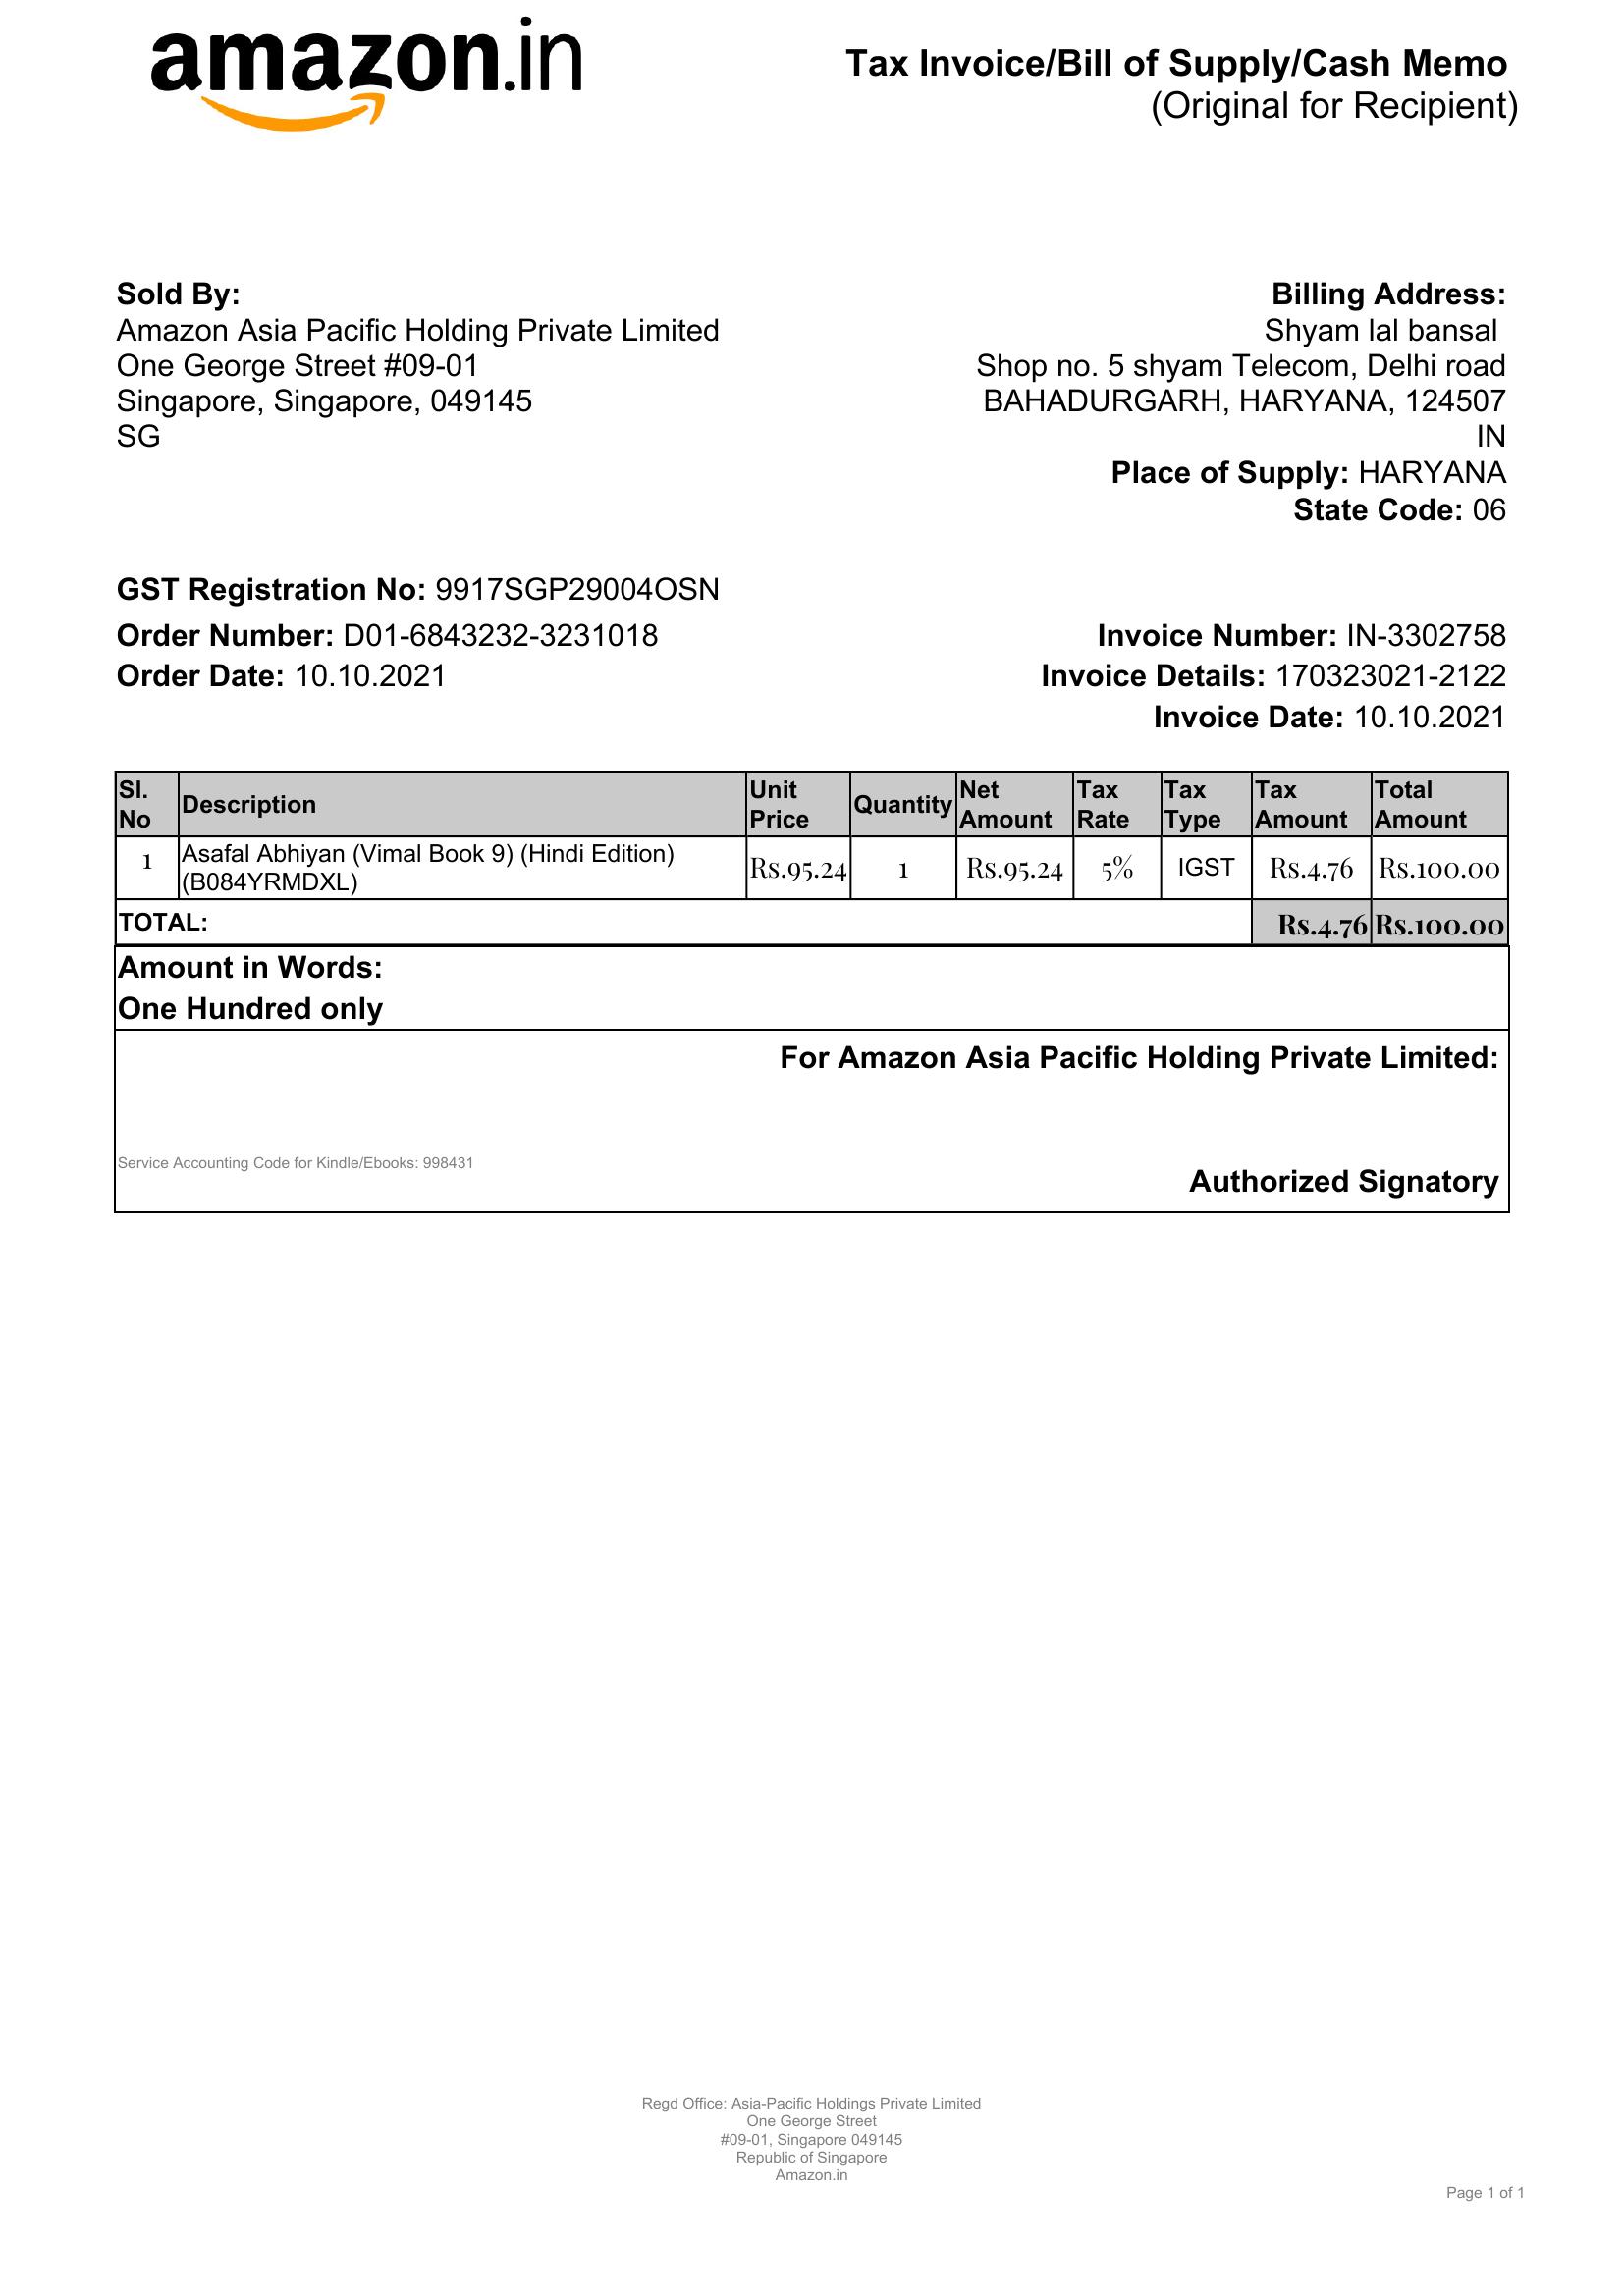 amazon.in
Tax Invoice/Bill of Supply/Cash Memo
(Original for Recipient)
Sold By:
Amazon Asia Pacific Holding Private Limited
One George Street #09-01
Singapore, Singapore, 049145
SG
Billing Address:
Shyam lal bansal
Shop no. 5 shyam Telecom, Delhi road
BAHADURGARH, HARYANA, 124507
IN
Place of Supply: HARYANA
State Code: 06
GST Registration No: 9917SGP29004OSN
Order Number: D01-6843232-3231018
Order Date: 10.10.2021
Invoice Number: IN-3302758
Invoice Details: 170323021-2122
Invoice Date: 10.10.2021
Sl. No Description Unit Price Quantity Net Amount Tax Rate Tax Type Tax Amount Total Amount
1 Asafal Abhiyan (Vimal Book 9) (Hindi Edition) (B084YRMDXL) Rs.95.24 1 Rs.95.24 5% IGST Rs.4.76 Rs.100.00
TOTAL: Rs.4.76 Rs.100.00
Amount in Words:
One Hundred only
For Amazon Asia Pacific Holding Private Limited:
Service Accounting Code for Kindle/Ebooks: 998431
Authorized Signatory
Regd Office: Asia-Pacific Holdings Private Limited
One George Street
#09-01, Singapore 049145
Republic of Singapore
Amazon.in
Page 1 of 1